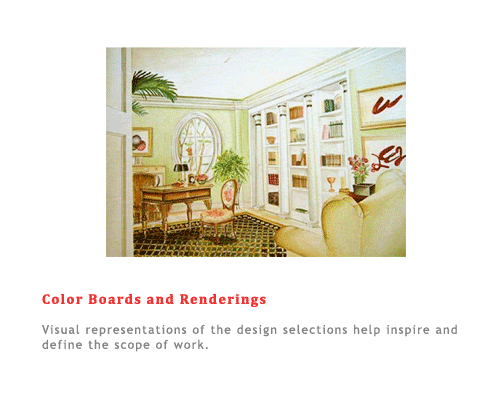 Color Boards and Renderings
Visual representations of the design selections help inspire and
define the scope of work.